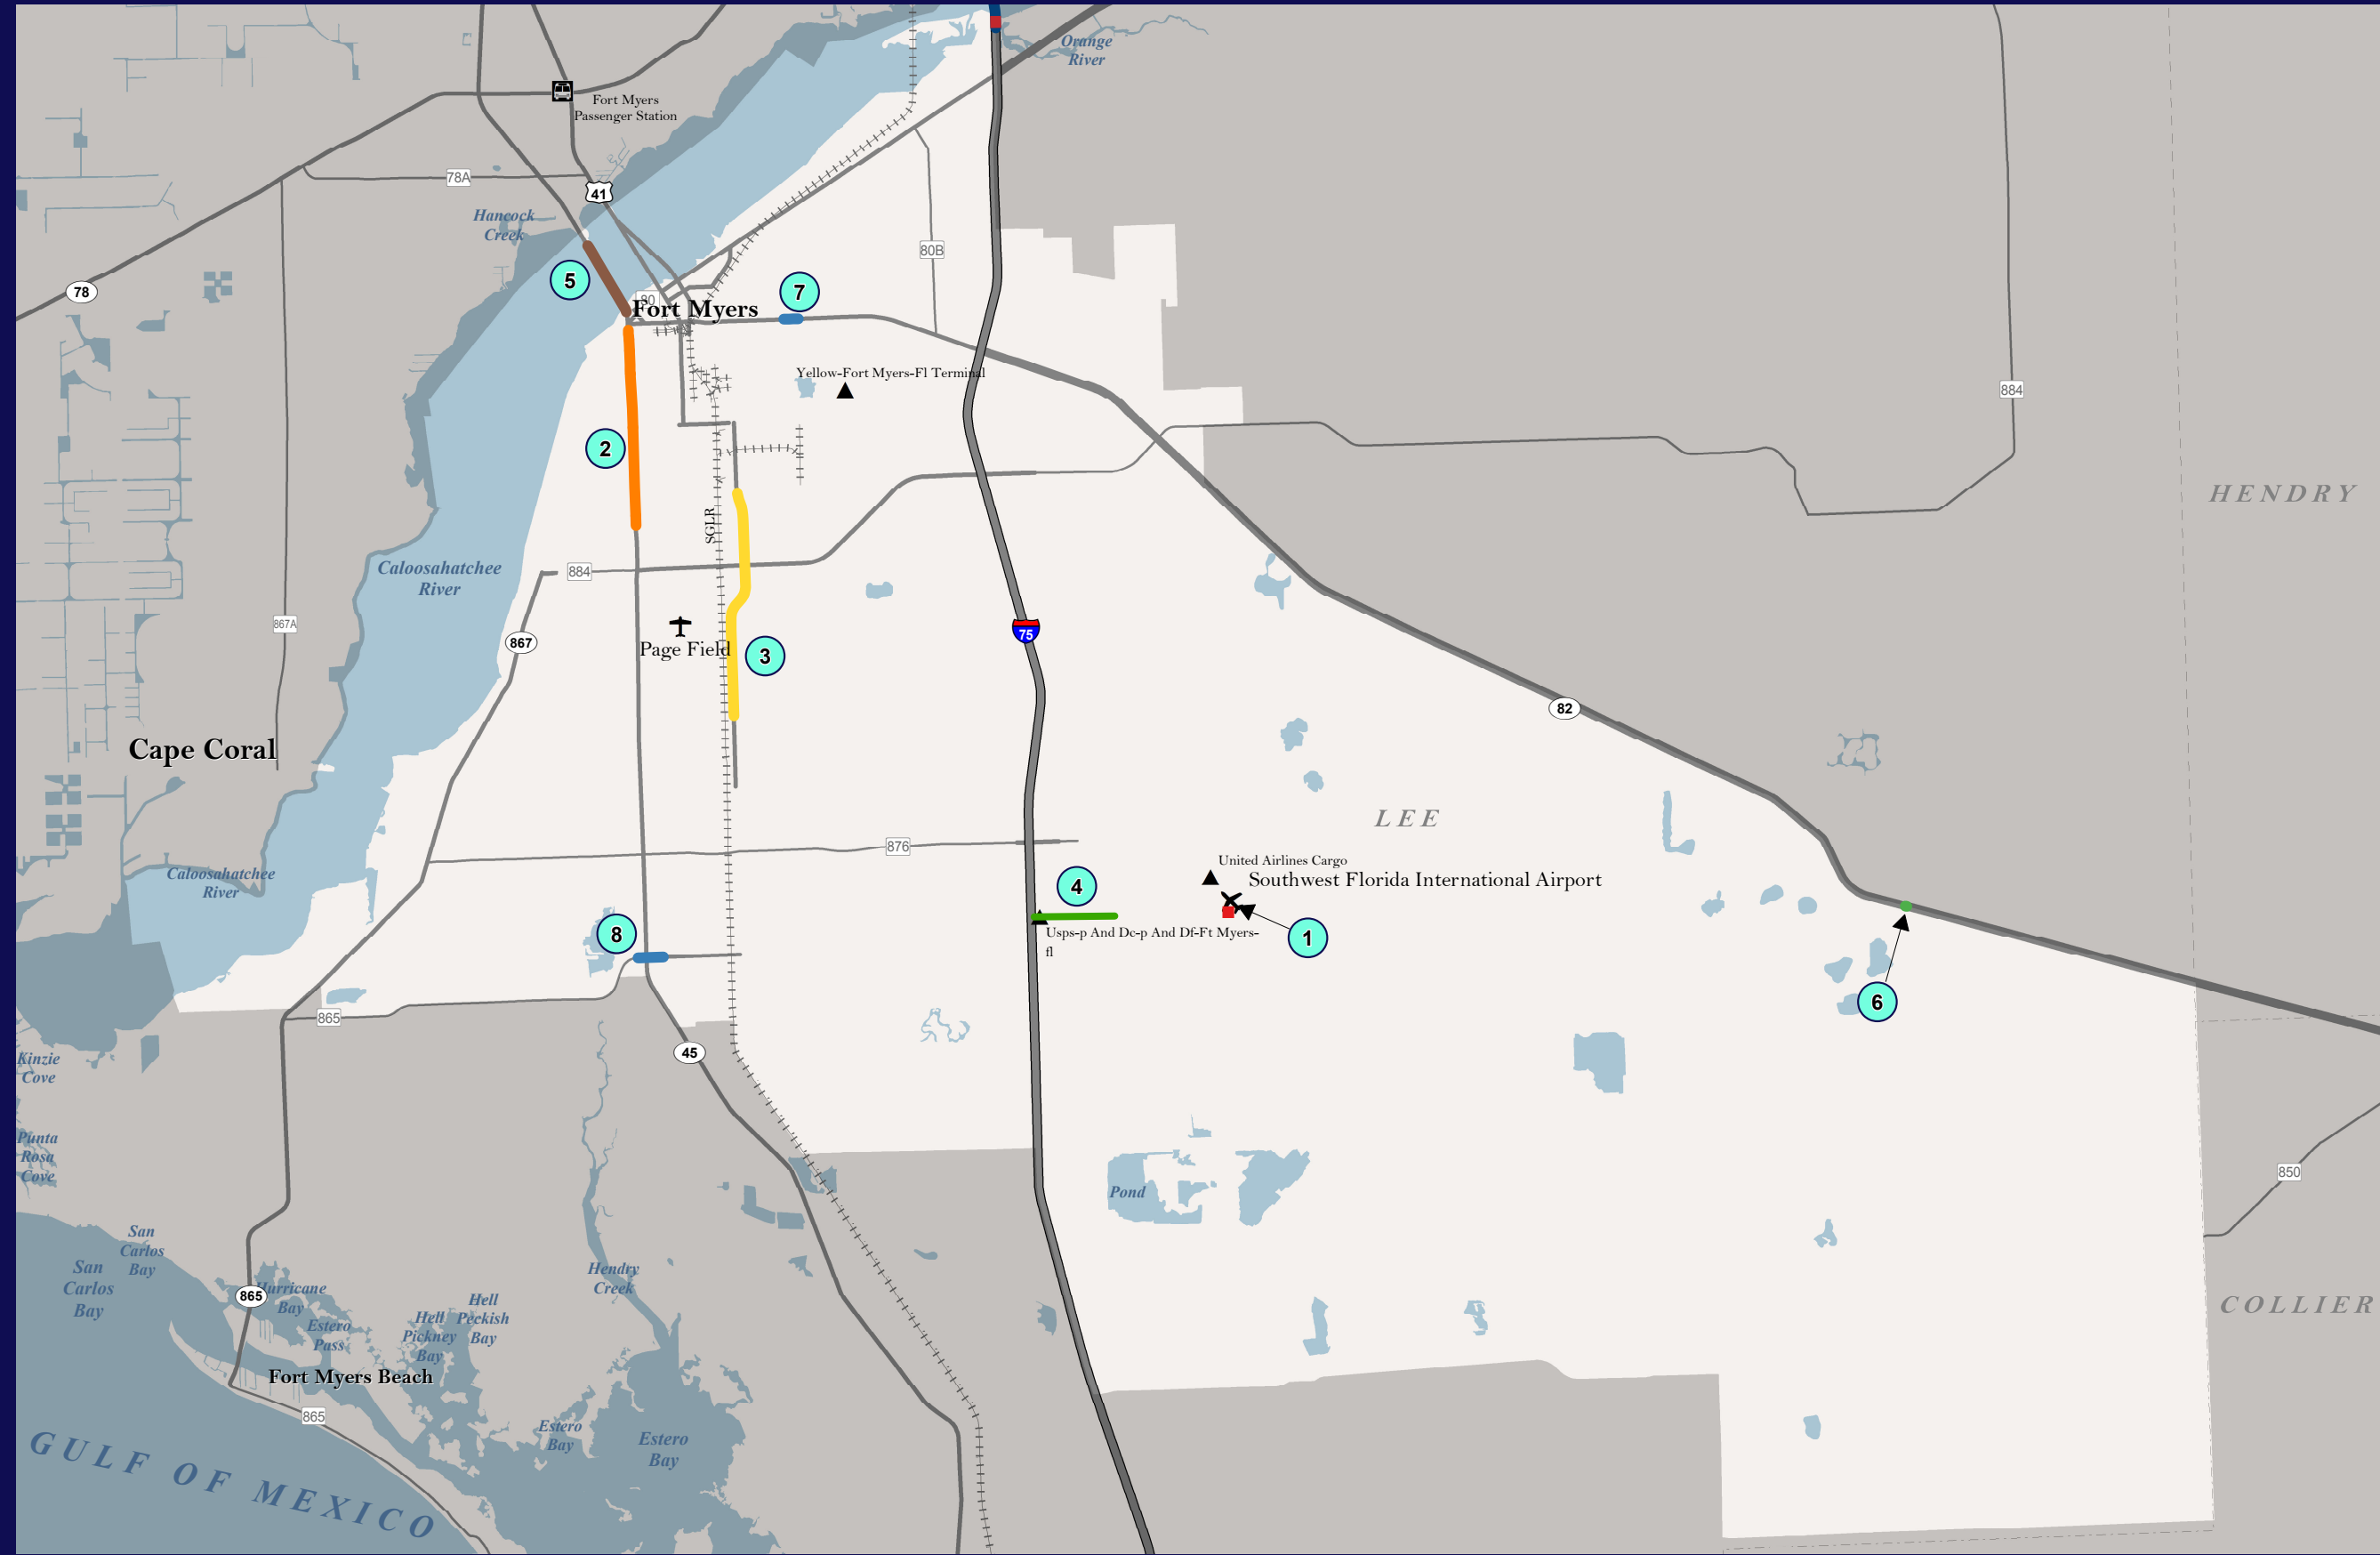 Orange
River
Fort Myers
Passenger Station
78A
41
Hancock
Creek
80B
5
7
78
80
Fort Myers
Yellow-Fort Myers-Fl Terminal
884
2
HENDRY
SGLR
Caloosahatchee
River
884
867A
75
867
Page Field
3
82
Cape Coral
LEE
876
United Airlines Cargo
Southwest Florida International Airport
Caloosahatchee
River
4
8
Usps-p And Dc-p And Df-Ft Myers-
fl
1
6
865
45
Kinzie
Cove
Punta
Rosa
Cove
850
Pond
San
Carlos
Bay
San
Carlos
Bay
Hendry
Creek
865
Hurricane
Bay
Estero
Pass
Hell
Peckish
Bay
Hell
Pickney
Bay
COLLIER
Fort Myers Beach
865
Estero
Bay
Estero
Bay
GULF OF MEXICO